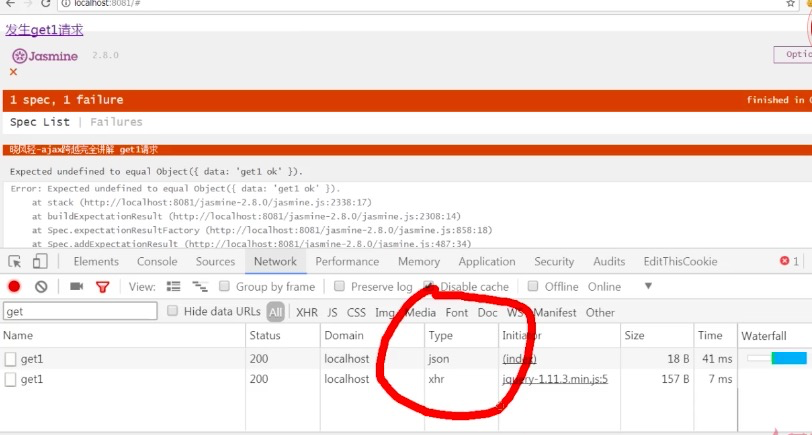 localhost:8081/#
发生get1请求
Jasmine 2.8.0
Optio
×
1 spec, 1 failure finished in
Spec List | Failures
晓风轻-ajax跨越完全讲解 get1请求
Expected undefined to equal Object({ data: 'get1 ok' }).
Error: Expected undefined to equal Object({ data: 'get1 ok' }).
at stack (http://localhost:8081/jasmine-2.8.0/jasmine.js:2338:17)
at buildExpectationResult (http://localhost:8081/jasmine-2.8.0/jasmine.js:2308:14)
at Spec.expectationResultFactory (http://localhost:8081/jasmine-2.8.0/jasmine.js:858:18)
at Spec.addExpectationResult (http://localhost:8081/jasmine-2.8.0/jasmine.js:487:34)
Elements Console Sources Network Performance Memory Application Security Audits EditThisCookie 1
View: Group by frame Preserve log Disable cache Offline Online
get Hide data URLs All XHR JS CSS Img Media Font Doc WS Manifest Other
Name Status Domain Type Initiator Size Time Waterfall
get1 200 localhost json (index) 18 B 41 ms
get1 200 localhost xhr jquery-1.11.3.min.js:5 157 B 7 ms